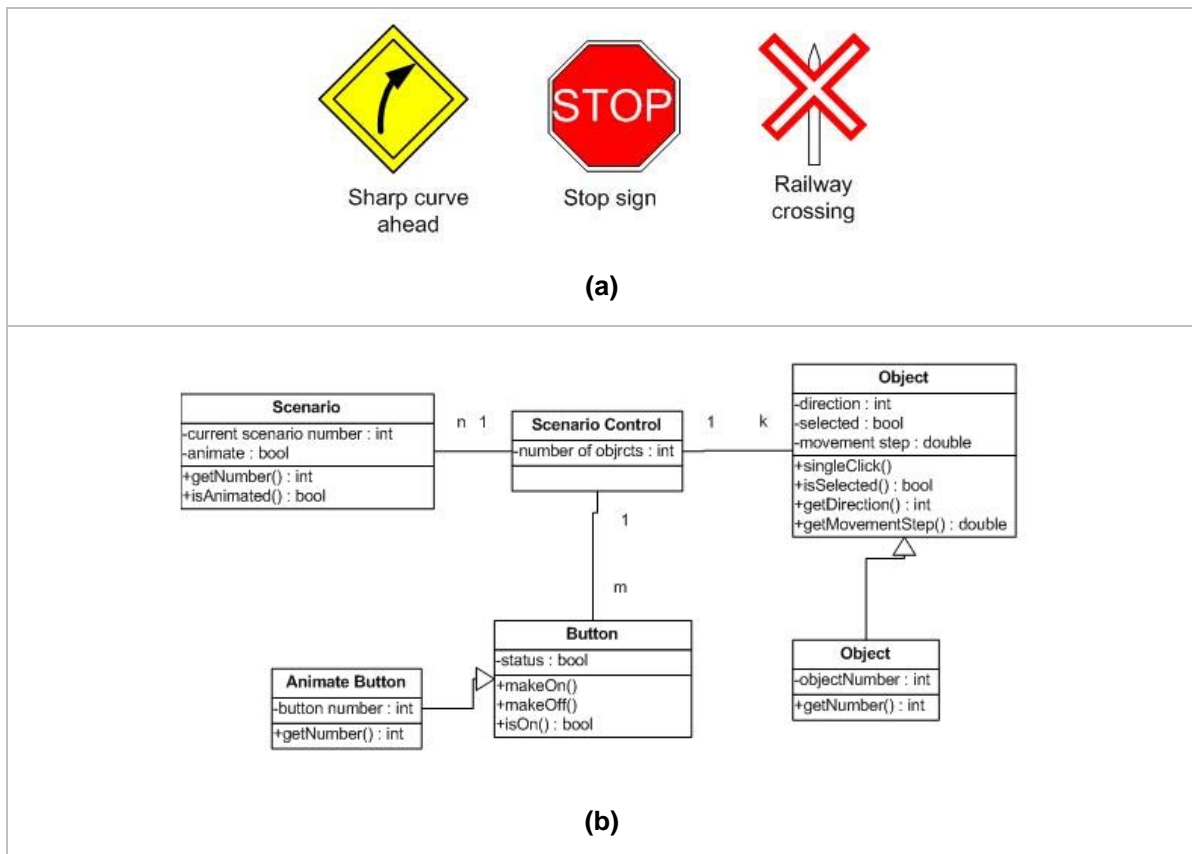 STOP
Sharp curve
ahead
Stop sign
Railway
crossing
(a)
Scenario
-current scenario number : int
-animate : bool
+getNumber() : int
+isAnimated() : bool
n 1
Scenario Control
-number of objrcts : int
1 k
Object
-direction : int
-selected : bool
-movement step : double
+singleClick()
+isSelected() : bool
+getDirection() : int
+getMovementStep() : double
1
m
Button
-status : bool
+makeOn()
+makeOff()
+isOn() : bool
Animate Button
-button number : int
+getNumber() : int
Object
-objectNumber : int
+getNumber() : int
(b)